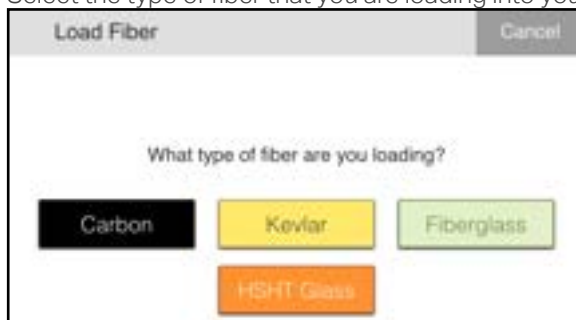 Select the type of fiber that you are loading into you
Load Fiber Cancel
What type of fiber are you loading?
Carbon Kevlar Fiberglass
HSHT Glass